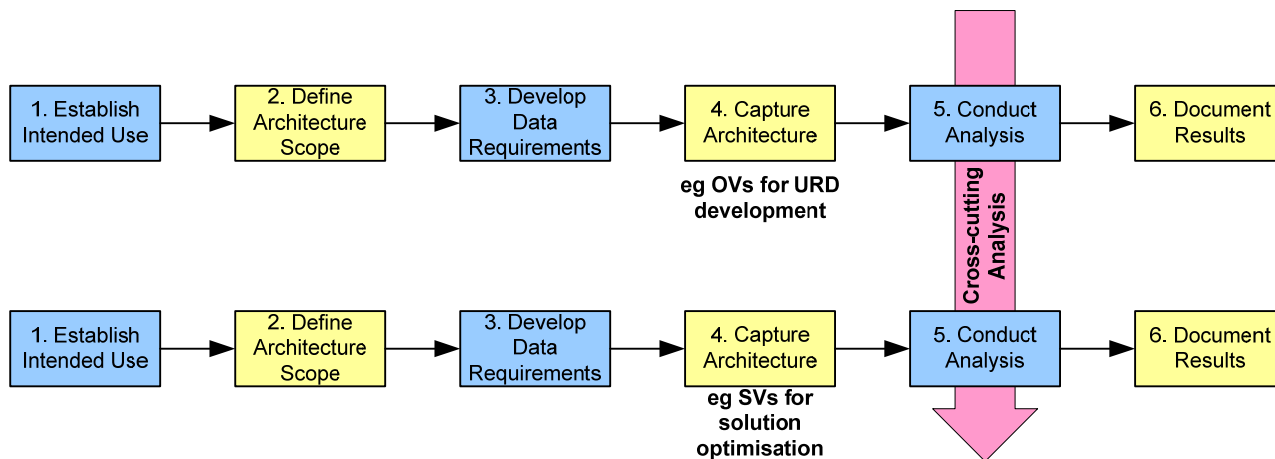 1. Establish
Intended Use
2. Define
Architecture
Scope
3. Develop
Data
Requirements
4. Capture
Architecture
5. Conduct
Analysis
6. Document
Results
eg OVs for URD
development
Cross-cutting
Analysis
1. Establish
Intended Use
2. Define
Architecture
Scope
3. Develop
Data
Requirements
4. Capture
Architecture
5. Conduct
Analysis
6. Document
Results
eg SVs for
solution
optimisation